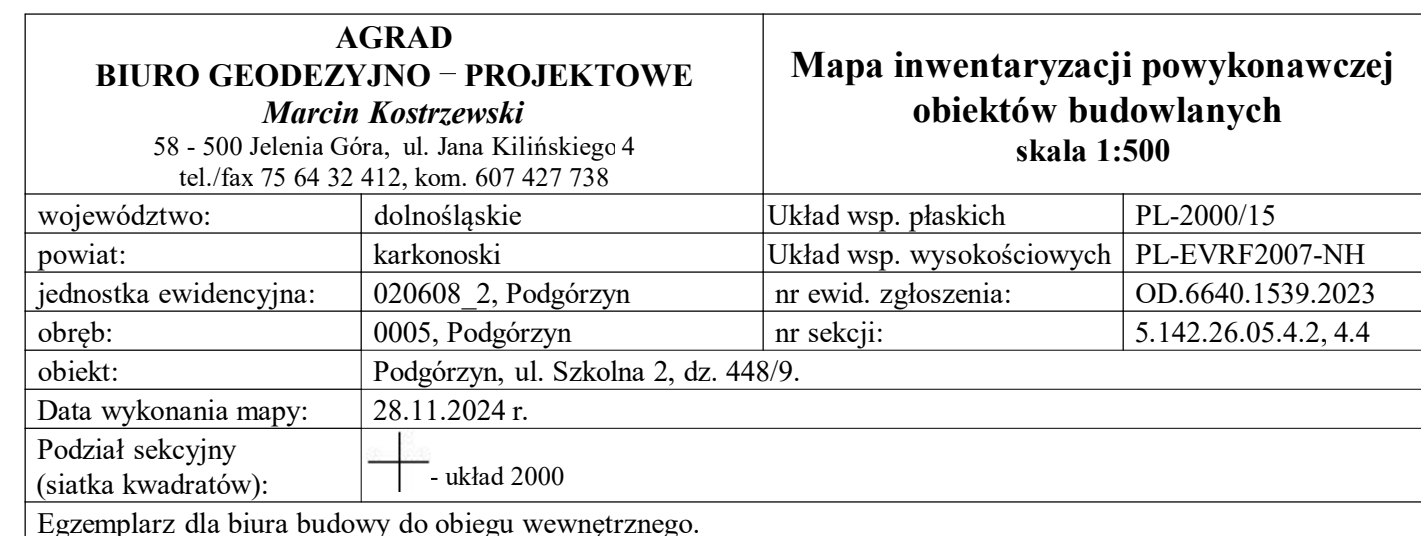 AGRAD
BIURO GEODEZYJNO – PROJEKTOWE
Marcin Kostrzewski
58 - 500 Jelenia Góra, ul. Jana Kilińskiego 4
tel./fax 75 64 32 412, kom. 607 427 738
Mapa inwentaryzacji powykonawczej
obiektów budowlanych
skala 1:500
województwo: dolnośląskie Układ wsp. płaskich PL-2000/15
powiat: karkonoski Układ wsp. wysokościowych PL-EVRF2007-NH
jednostka ewidencyjna: 020608_2, Podgórzyn nr ewid. zgłoszenia: OD.6640.1539.2023
obręb: 0005, Podgórzyn nr sekcji: 5.142.26.05.4.2, 4.4
obiekt: Podgórzyn, ul. Szkolna 2, dz. 448/9.
Data wykonania mapy: 28.11.2024 r.
Podział sekcyjny
(siatka kwadratów): - układ 2000
Egzemplarz dla biura budowy do obiegu wewnętrznego.